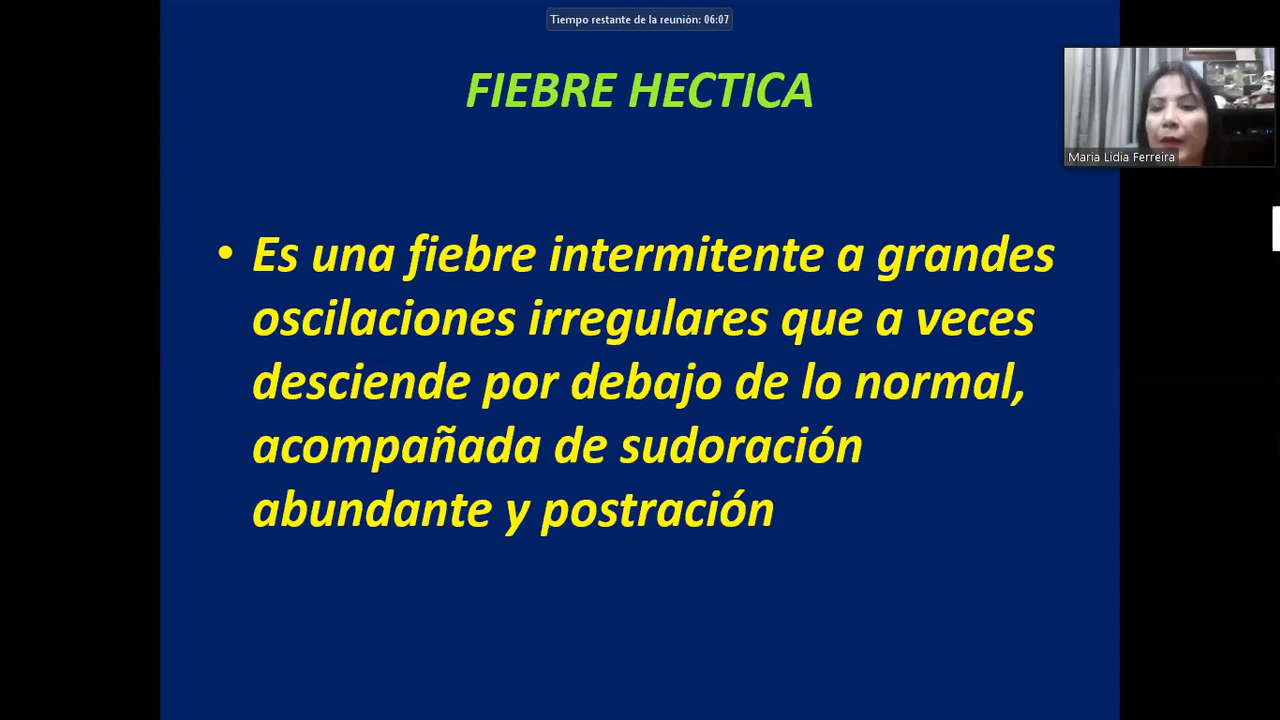 Tiempo restante de la reunión: 06:07
FIEBRE HECTICA
Maria Lidia Ferreira
• Es una fiebre intermitente a grandes
oscilaciones irregulares que a veces
desciende por debajo de lo normal,
acompañada de sudoración
abundante y postración